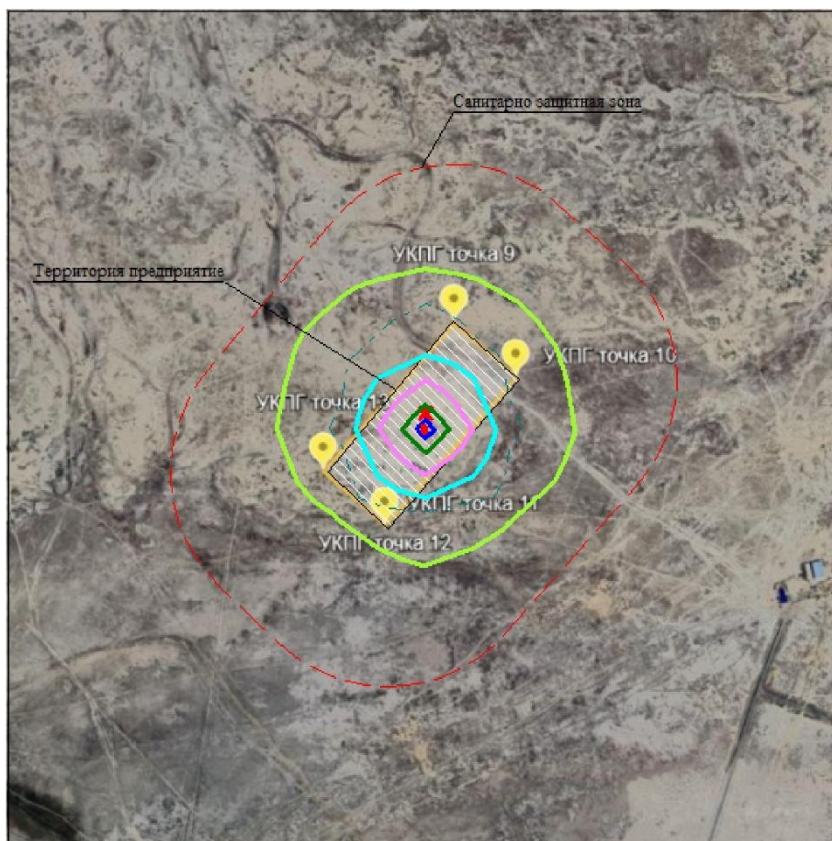 Санитарно защитная зона
УКПГ точка 9
Территория предприятие
УКПГ точка 10
УКПГ точка 13
УКПГ точка 11
УКПГ точка 12